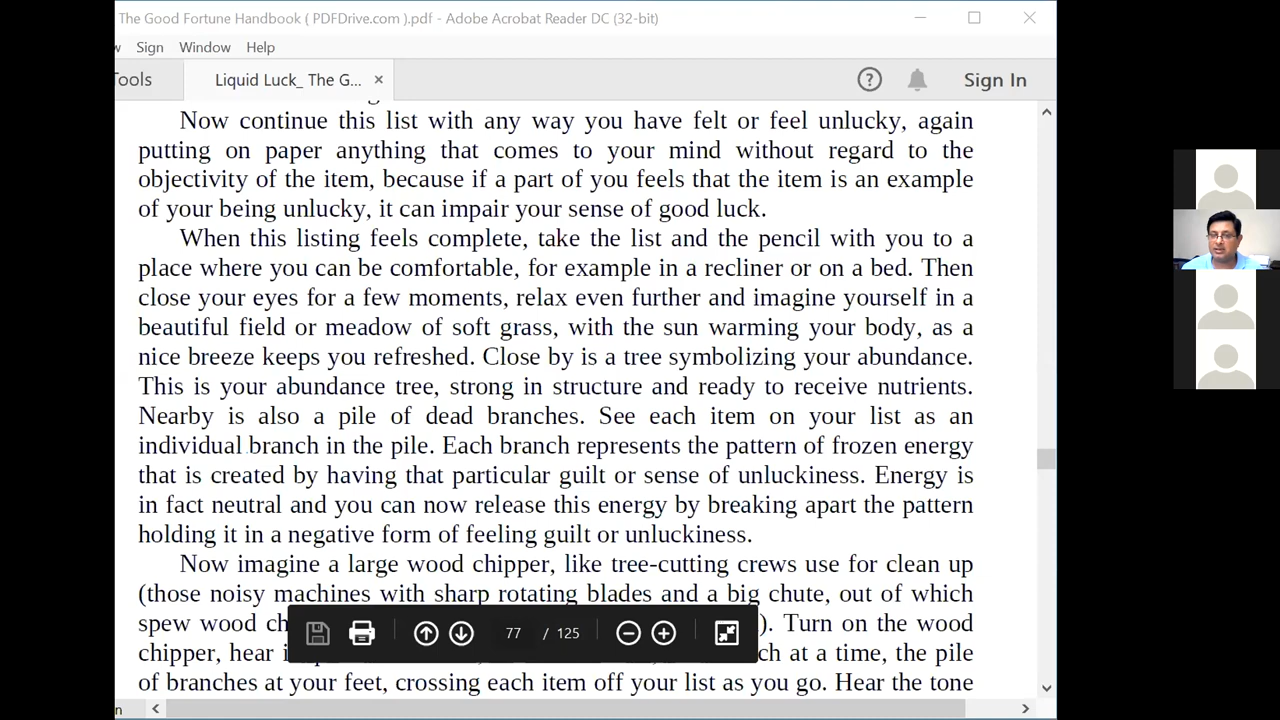 The Good Fortune Handbook ( PDFDrive.com ).pdf - Adobe Acrobat Reader DC (32-bit)
w Sign Window Help
Tools Liquid Luck_ The G... × Sign In
Now continue this list with any way you have felt or feel unlucky, again
putting on paper anything that comes to your mind without regard to the
objectivity of the item, because if a part of you feels that the item is an example
of your being unlucky, it can impair your sense of good luck.
When this listing feels complete, take the list and the pencil with you to a
place where you can be comfortable, for example in a recliner or on a bed. Then
close your eyes for a few moments, relax even further and imagine yourself in a
beautiful field or meadow of soft grass, with the sun warming your body, as a
nice breeze keeps you refreshed. Close by is a tree symbolizing your abundance.
This is your abundance tree, strong in structure and ready to receive nutrients.
Nearby is also a pile of dead branches. See each item on your list as an
individual branch in the pile. Each branch represents the pattern of frozen energy
that is created by having that particular guilt or sense of unluckiness. Energy is
in fact neutral and you can now release this energy by breaking apart the pattern
holding it in a negative form of feeling guilt or unluckiness.
Now imagine a large wood chipper, like tree-cutting crews use for clean up
(those noisy machines with sharp rotating blades and a big chute, out of which
spew wood ch ). Turn on the wood
77 / 125
chipper, hear i ch at a time, the pile
of branches at your feet, crossing each item off your list as you go. Hear the tone